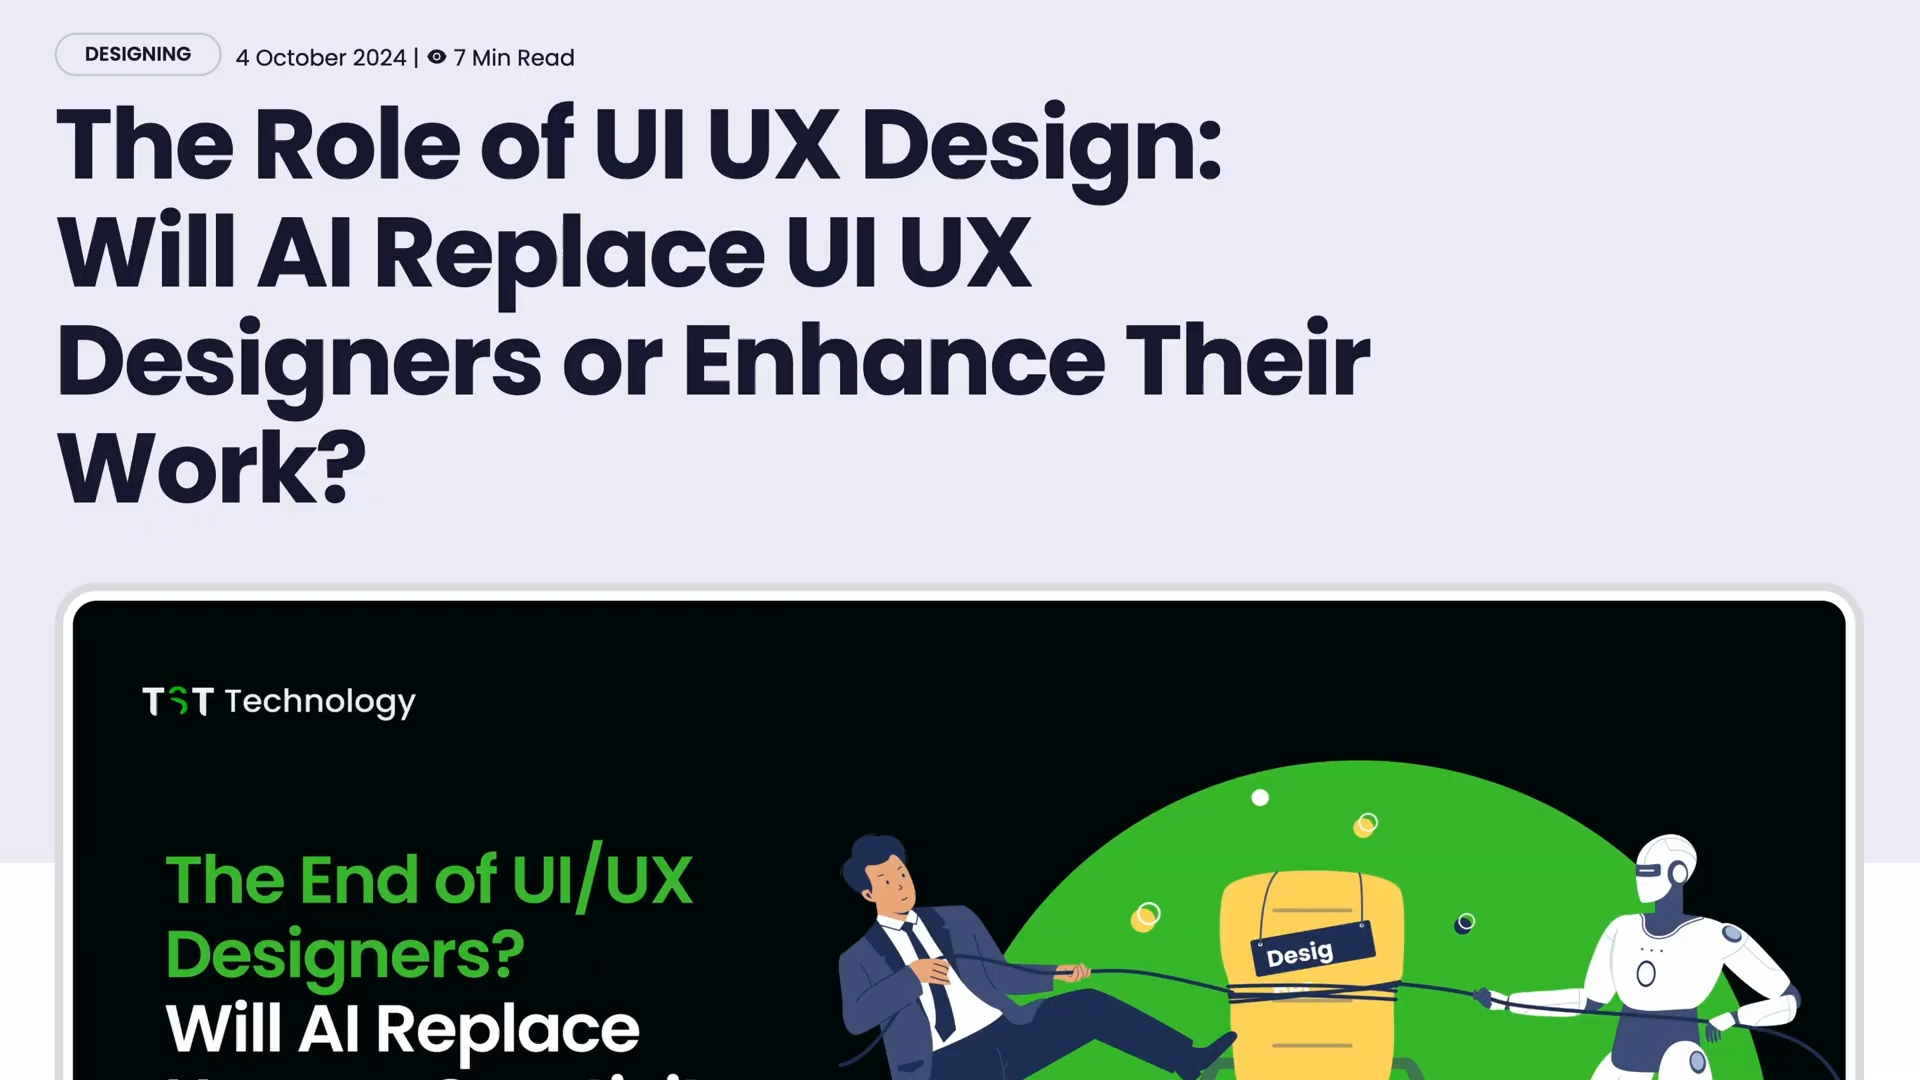 DESIGNING 4 October 2024 | 7 Min Read
The Role of UI UX Design:
Will AI Replace UI UX
Designers or Enhance Their
Work?
TST Technology
The End of UI/UX
Designers?
Will AI Replace
Desig